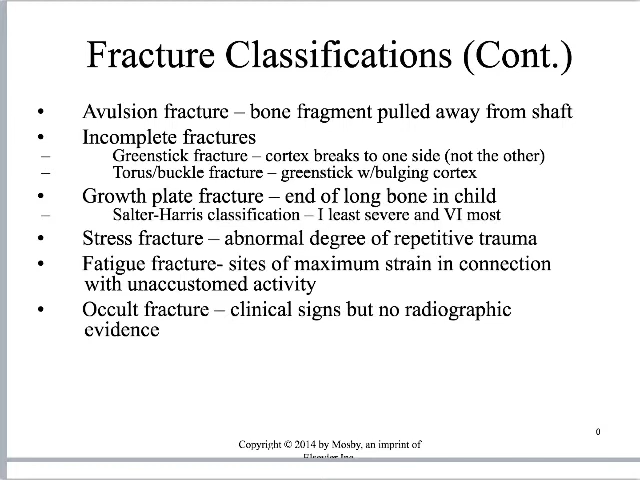 Fracture Classifications (Cont.)
• Avulsion fracture – bone fragment pulled away from shaft
• Incomplete fractures
– Greenstick fracture – cortex breaks to one side (not the other)
– Torus/buckle fracture – greenstick w/bulging cortex
• Growth plate fracture – end of long bone in child
– Salter-Harris classification – I least severe and VI most
• Stress fracture – abnormal degree of repetitive trauma
• Fatigue fracture- sites of maximum strain in connection
with unaccustomed activity
• Occult fracture – clinical signs but no radiographic
evidence
0
Copyright © 2014 by Mosby, an imprint of
Elsevier Inc.